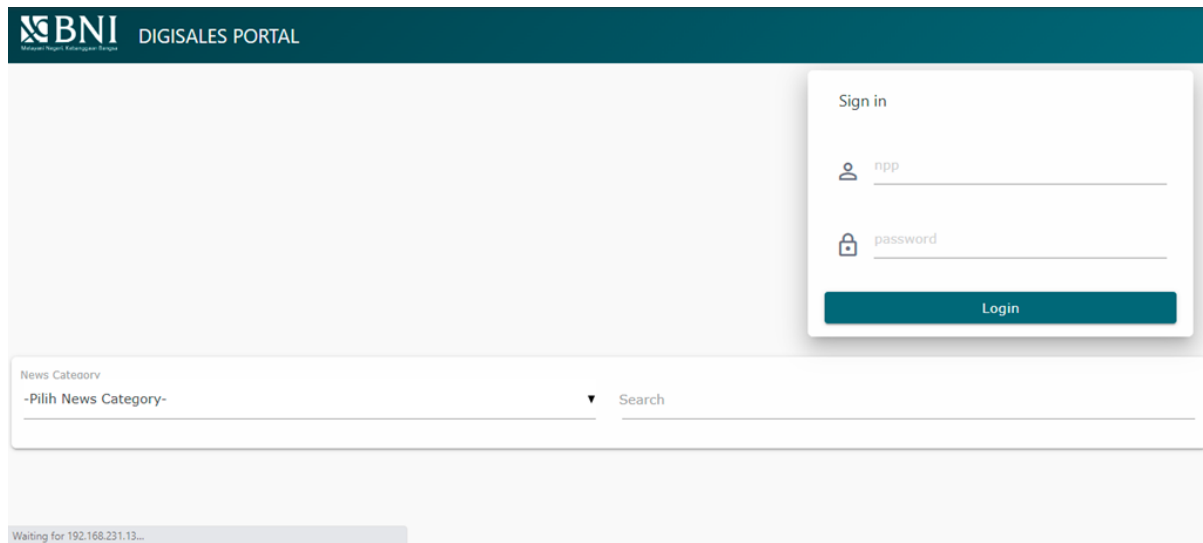 BNI
Melayani Negeri, Kebanggaan Bangsa
DIGISALES PORTAL
Sign in
npp
password
Login
News Category
-Pilih News Category-
Search
Waiting for 192.168.231.13...